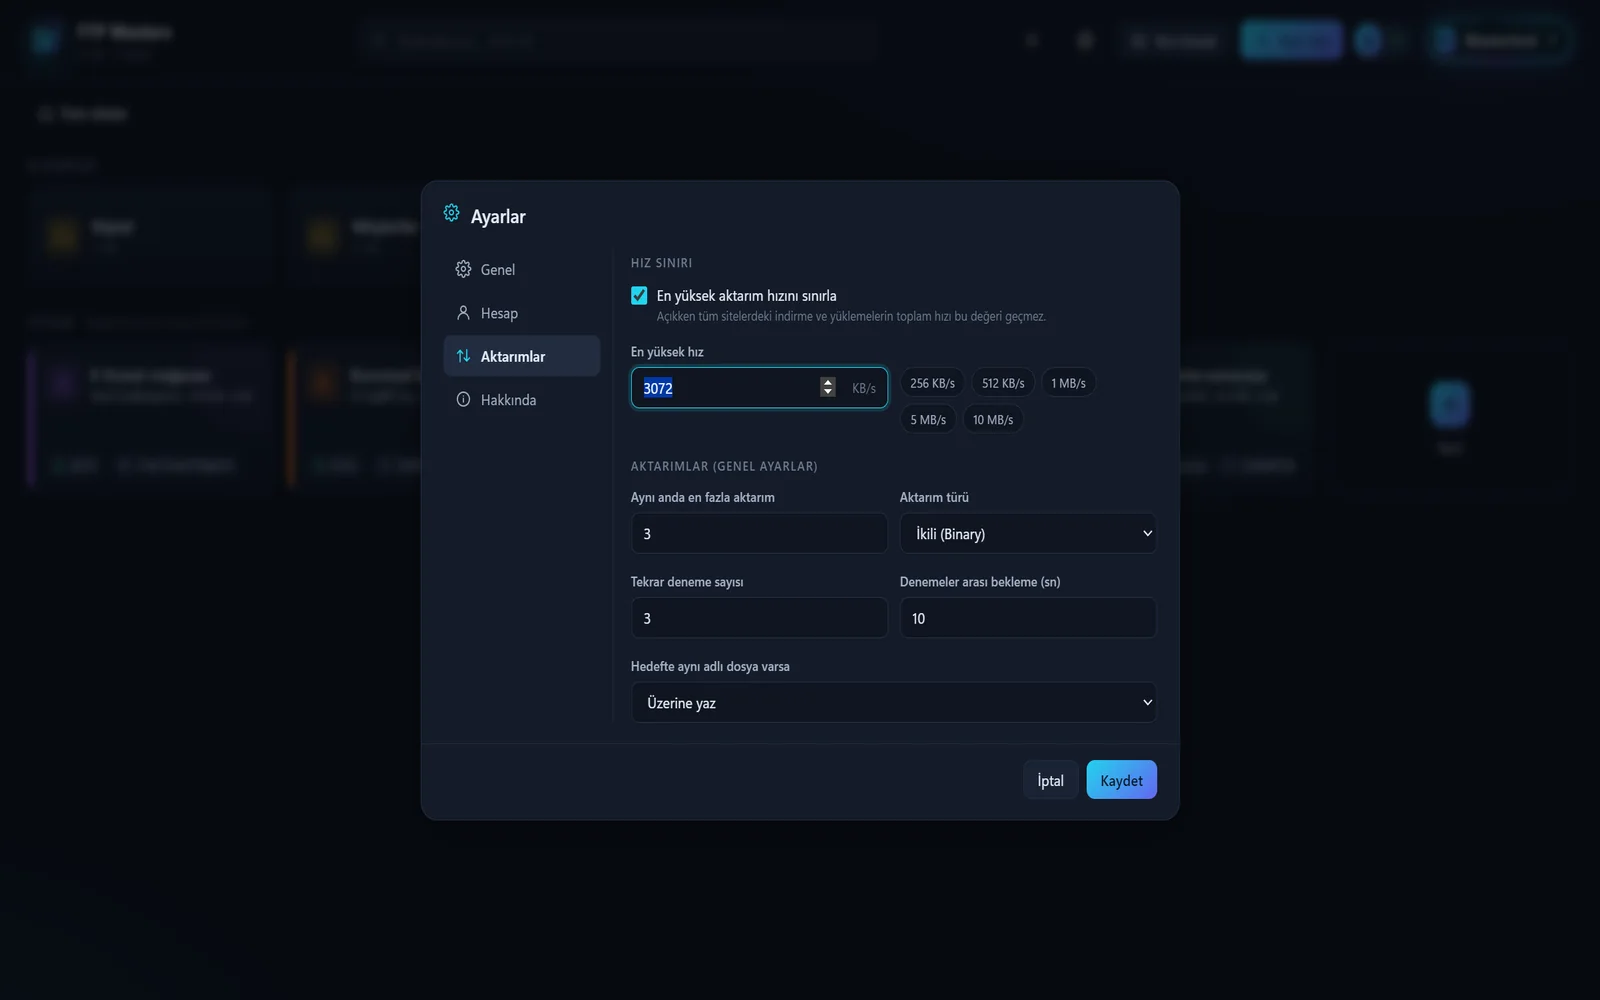 Ayarlar
Genel
Hesap
Aktarımlar
Hakkında
HIZ SINIRI
En yüksek aktarım hızını sınırla
Açıkken tüm sitelerdeki indirme ve yüklemelerin toplam hızı bu değeri geçmez.
En yüksek hız
3072 KB/s
256 KB/s 512 KB/s 1 MB/s
5 MB/s 10 MB/s
AKTARIMLAR (GENEL AYARLAR)
Aynı anda en fazla aktarım
3
Aktarım türü
İkili (Binary)
Tekrar deneme sayısı
3
Denemeler arası bekleme (sn)
10
Hedefte aynı adlı dosya varsa
Üzerine yaz
İptal
Kaydet